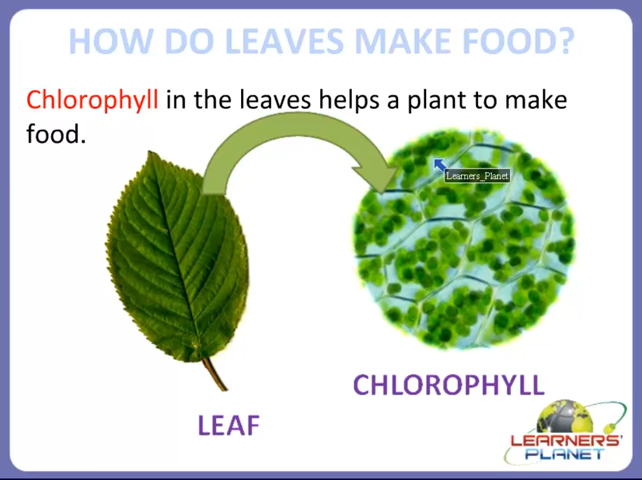 HOW DO LEAVES MAKE FOOD?
Chlorophyll in the leaves helps a plant to make
food.
Learners_Planet
CHLOROPHYLL
LEAF
LEARNERS'
PLANET